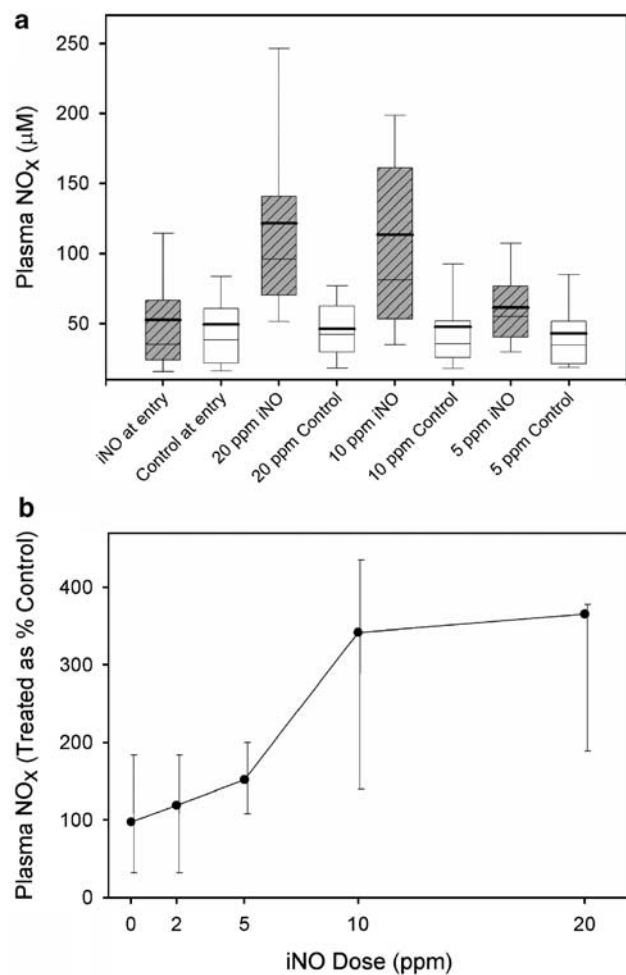 a
Plasma NOX (μM)
250
200
150
100
50
iNO at entry
Control at entry
20 ppm iNO
20 ppm Control
10 ppm iNO
10 ppm Control
5 ppm iNO
5 ppm Control
b
Plasma NOX (Treated as % Control)
400
300
200
100
0
0 2 5 10 20
iNO Dose (ppm)